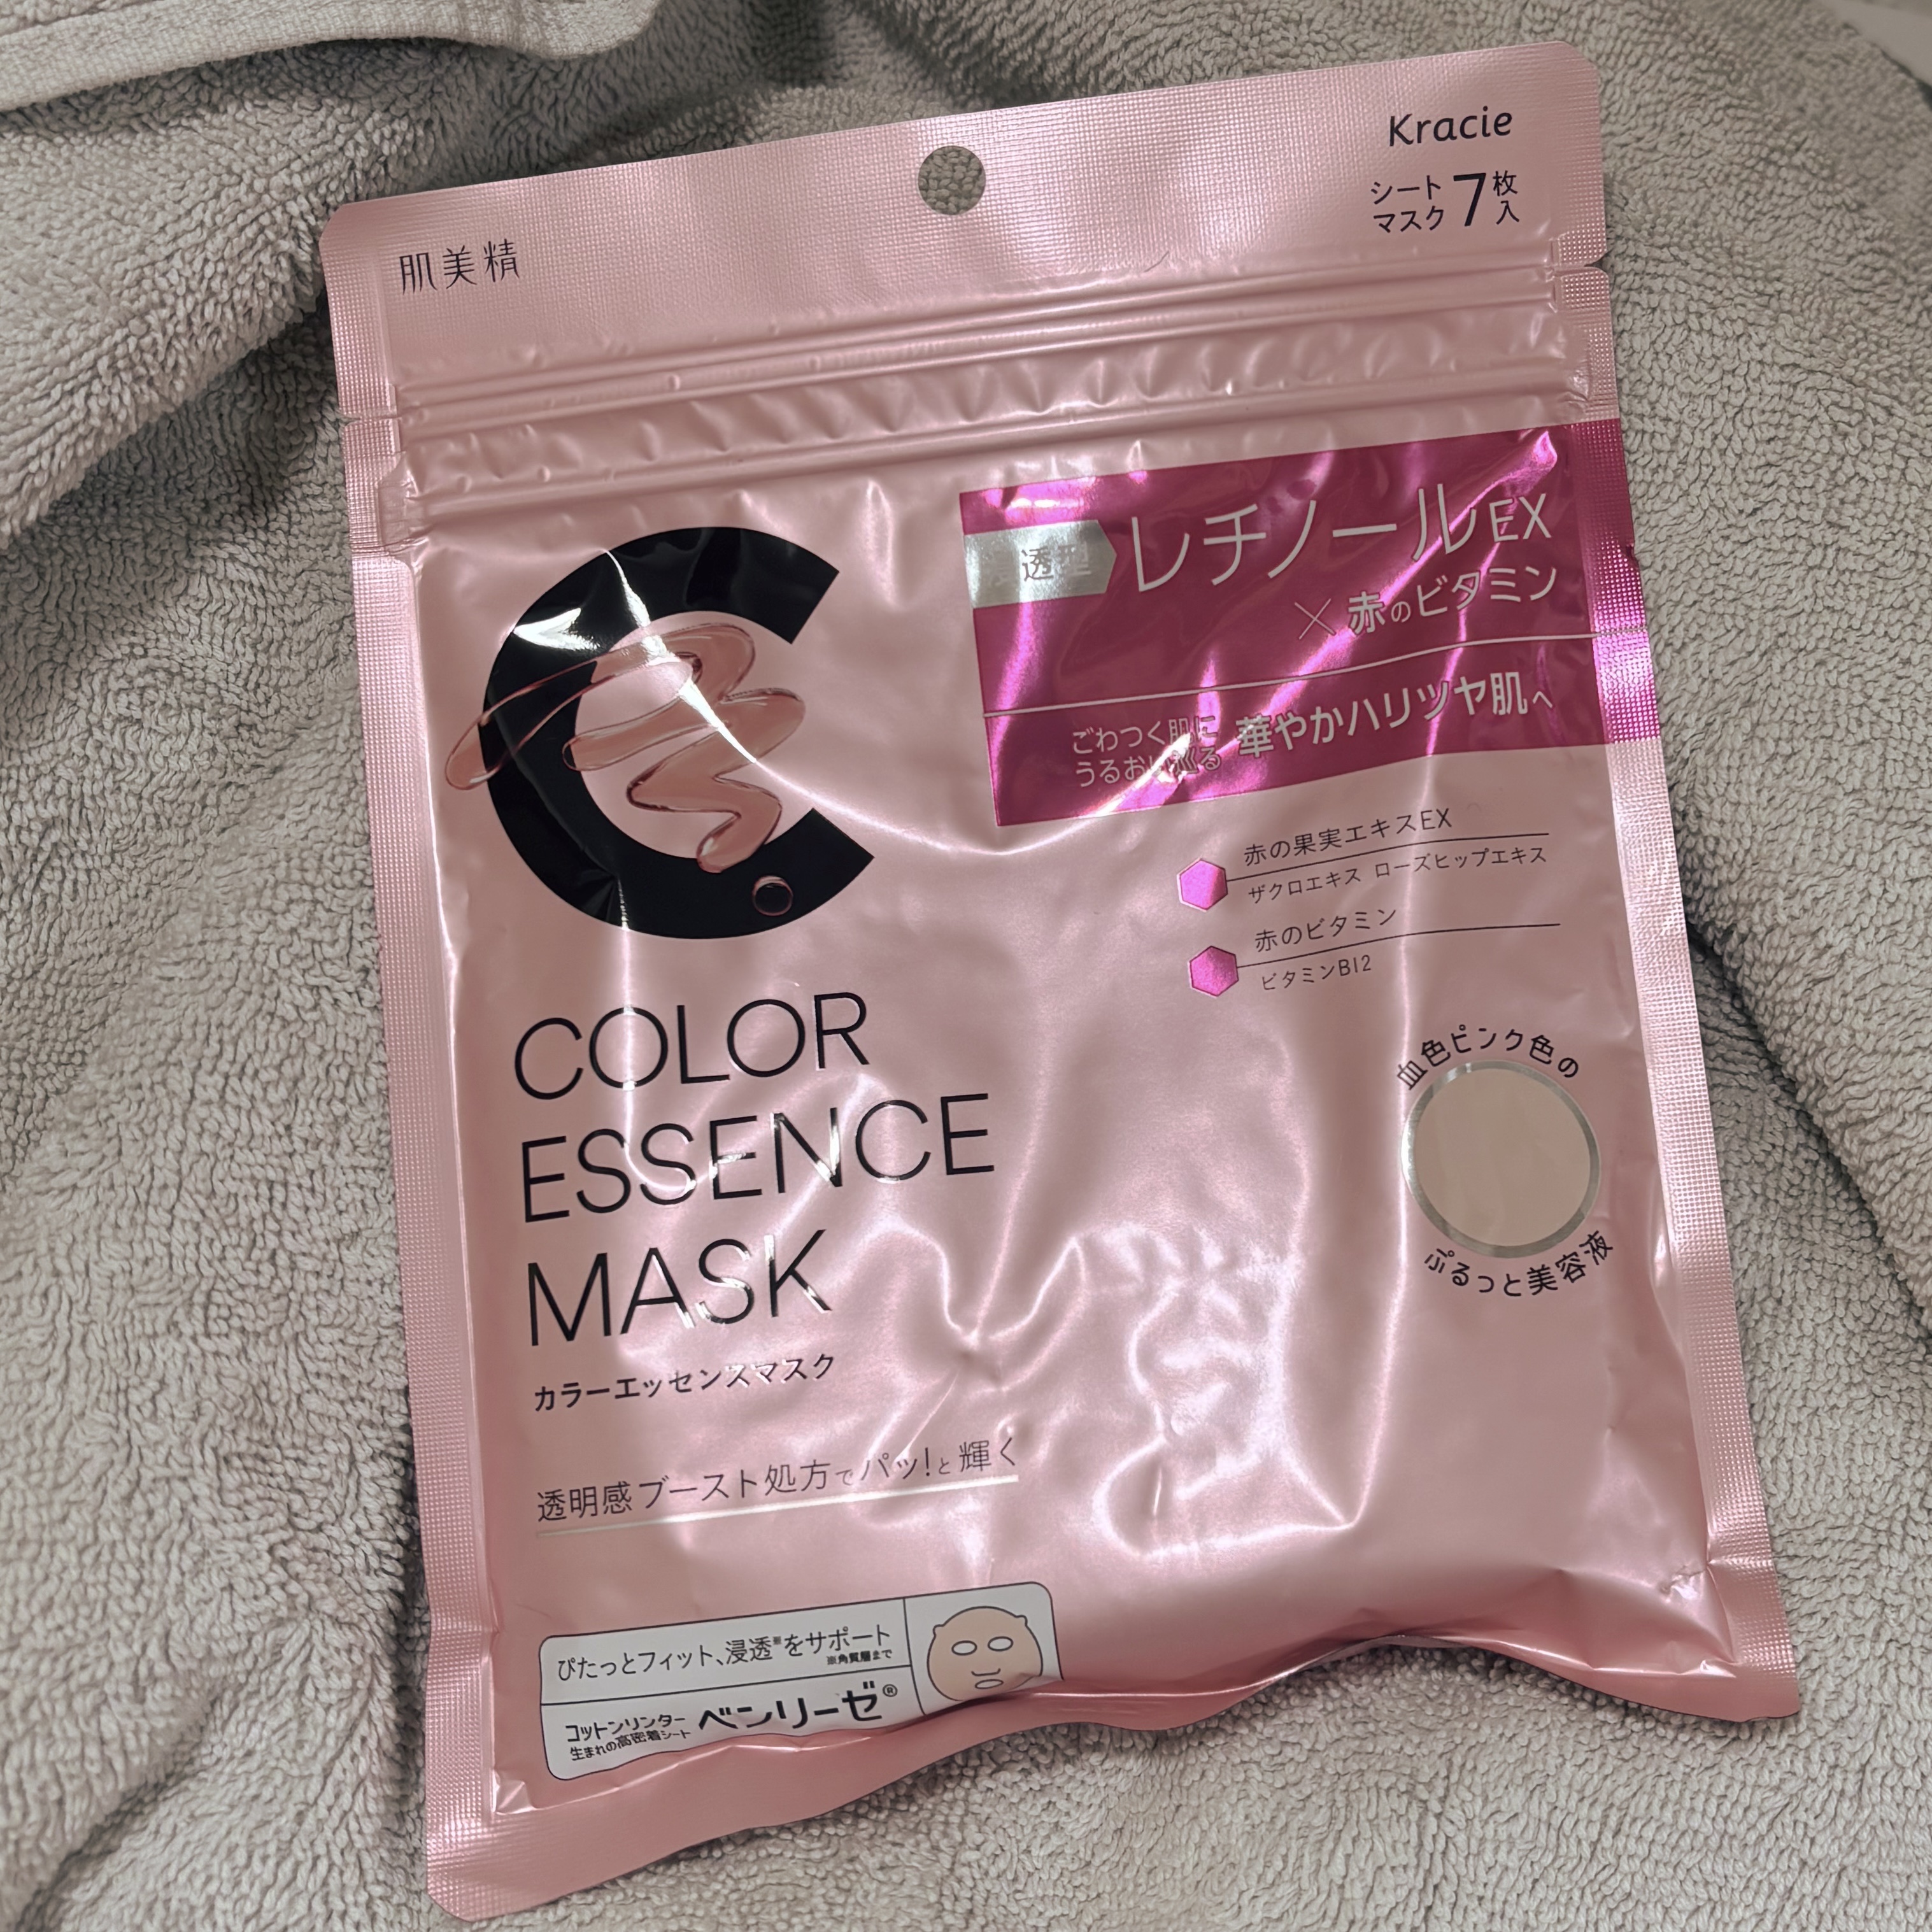 Kracie
シート
マスク
7枚入
肌美精
透型
レチノールEX
×赤のビタミン
ごわつく肌に
うるおい巡る
華やかハリツヤ肌へ
赤の果実エキスEX
ザクロエキス ローズヒップエキス
赤のビタミン
ビタミンB12
C
COLOR
ESSENCE
MASK
カラーエッセンスマスク
血色ピンク色の
ぷるっと美容液
透明感ブースト処方でパッ!と輝く
ぴたっとフィット、浸透※をサポート
※角質層まで
コットンリンター
生まれの高密着シート
ベンリーゼ®